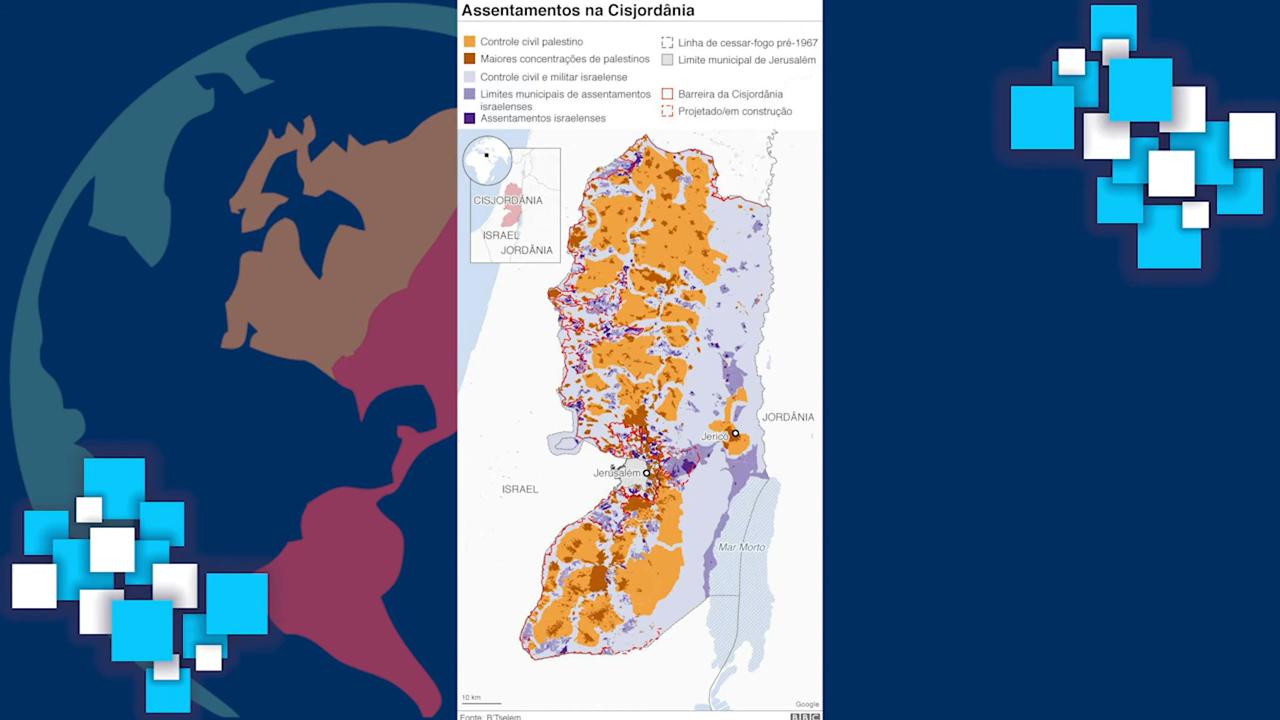 Assentamentos na Cisjordânia
Controle civil palestino
Maiores concentrações de palestinos
Controle civil e militar israelense
Limites municipais de assentamentos
israelenses
Assentamentos israelenses
Linha de cessar-fogo pré-1967
Limite municipal de Jerusalém
Barreira da Cisjordânia
Projetado/em construção
CISJORDÂNIA
ISRAEL
JORDÂNIA
JORDÂNIA
Jericó
Jerusalém
ISRAEL
Mar Morto
10 km
Google
Fonte: B'Tselem
BBC